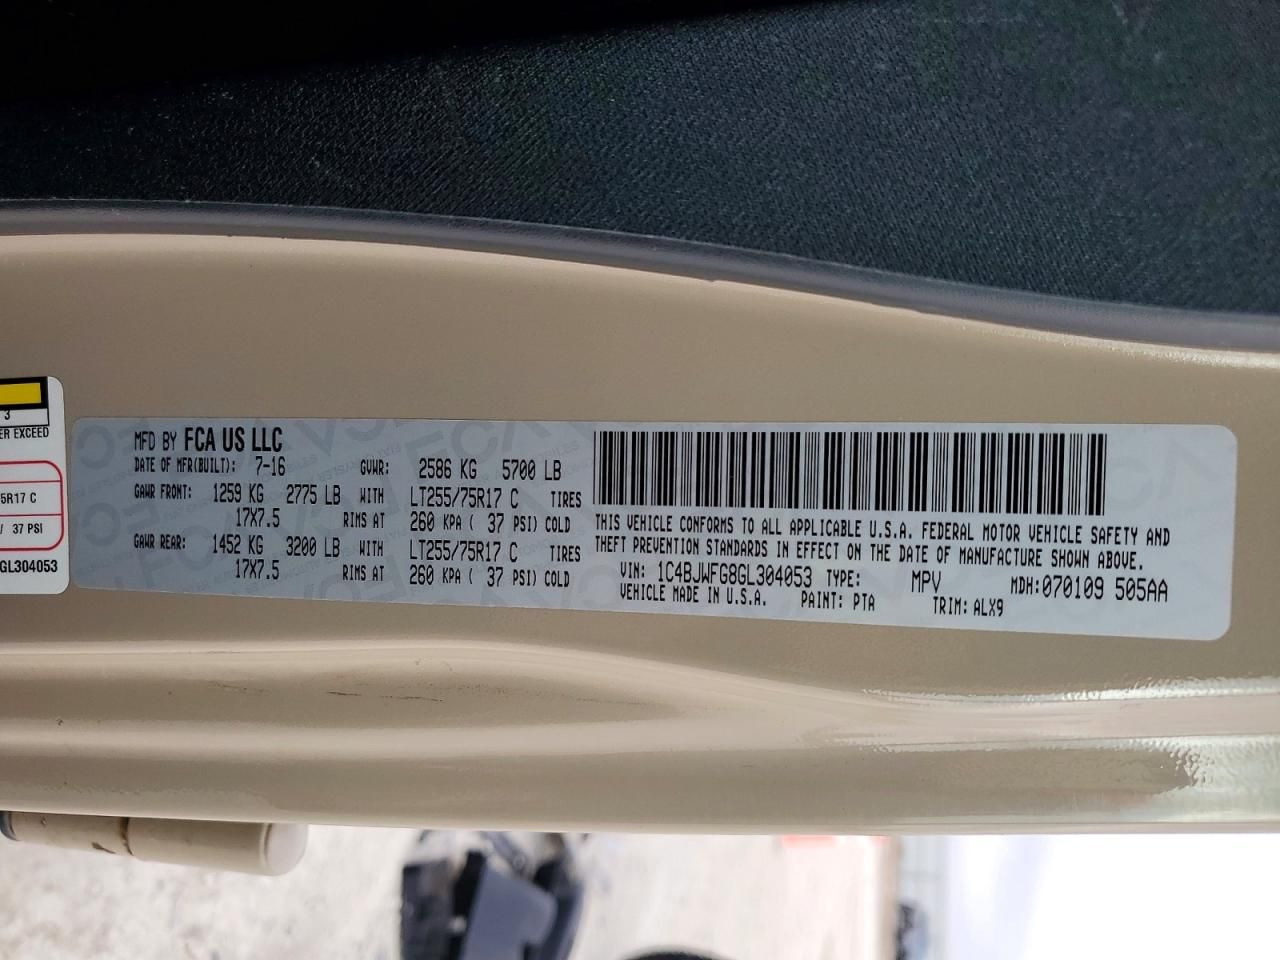 3
ER EXCEED
5R17 C
/ 37 PSI
GL304053
MFD BY FCA US LLC
DATE OF MFR(BUILT): 7-16 GVWR: 2586 KG 5700 LB
GAWR FRONT: 1259 KG 2775 LB WITH LT255/75R17 C TIRES
17X7.5 RIMS AT 260 KPA ( 37 PSI) COLD
GAWR REAR: 1452 KG 3200 LB WITH LT255/75R17 C TIRES
17X7.5 RIMS AT 260 KPA ( 37 PSI) COLD
THIS VEHICLE CONFORMS TO ALL APPLICABLE U.S.A. FEDERAL MOTOR VEHICLE SAFETY AND
THEFT PREVENTION STANDARDS IN EFFECT ON THE DATE OF MANUFACTURE SHOWN ABOVE.
VIN: 1C4BJWFG8GL304053 TYPE: MPV MDH:070109 505AA
VEHICLE MADE IN U.S.A. PAINT: PTA TRIM: ALX9